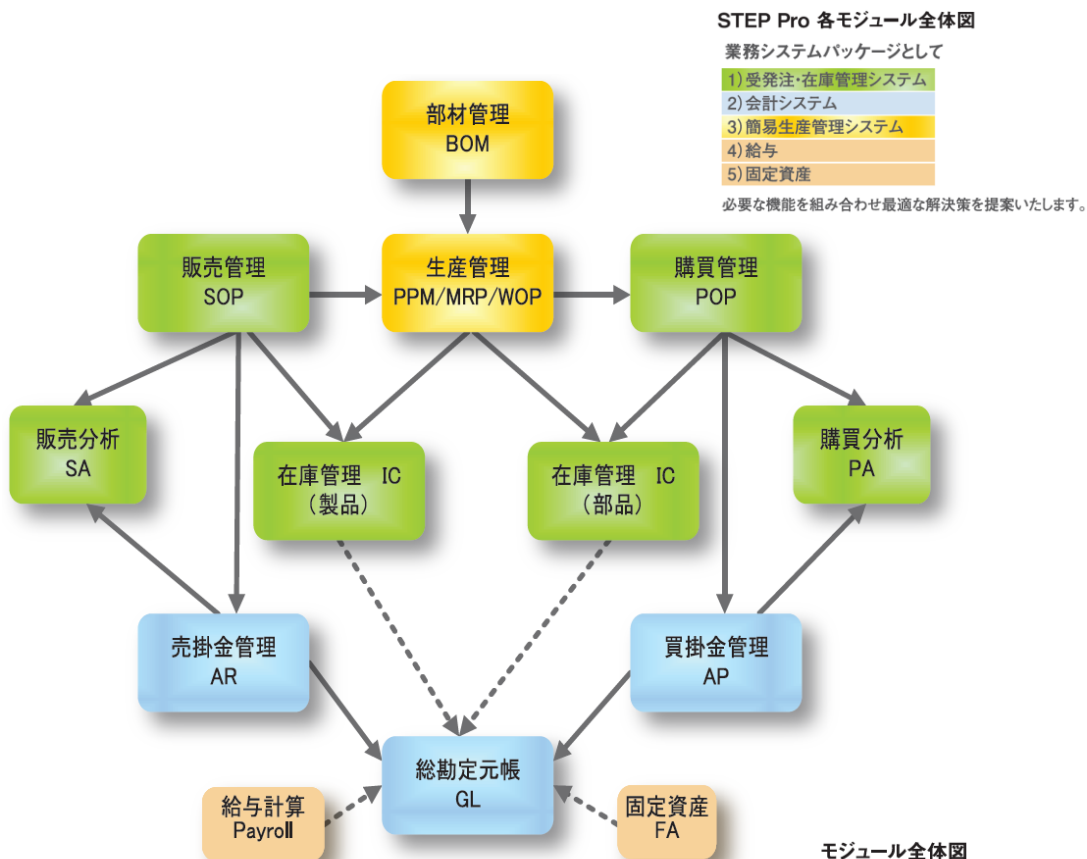 STEP Pro 各モジュール全体図
業務システムパッケージとして
1)受発注・在庫管理システム
2)会計システム
3)簡易生産管理システム
4)給与
5)固定資産
必要な機能を組み合わせ最適な解決策を提案いたします。
部材管理
BOM
販売管理
SOP
生産管理
PPM/MRP/WOP
購買管理
POP
販売分析
SA
在庫管理 IC
(製品)
在庫管理 IC
(部品)
購買分析
PA
売掛金管理
AR
買掛金管理
AP
総勘定元帳
GL
給与計算
Payroll
固定資産
FA
モジュール全体図